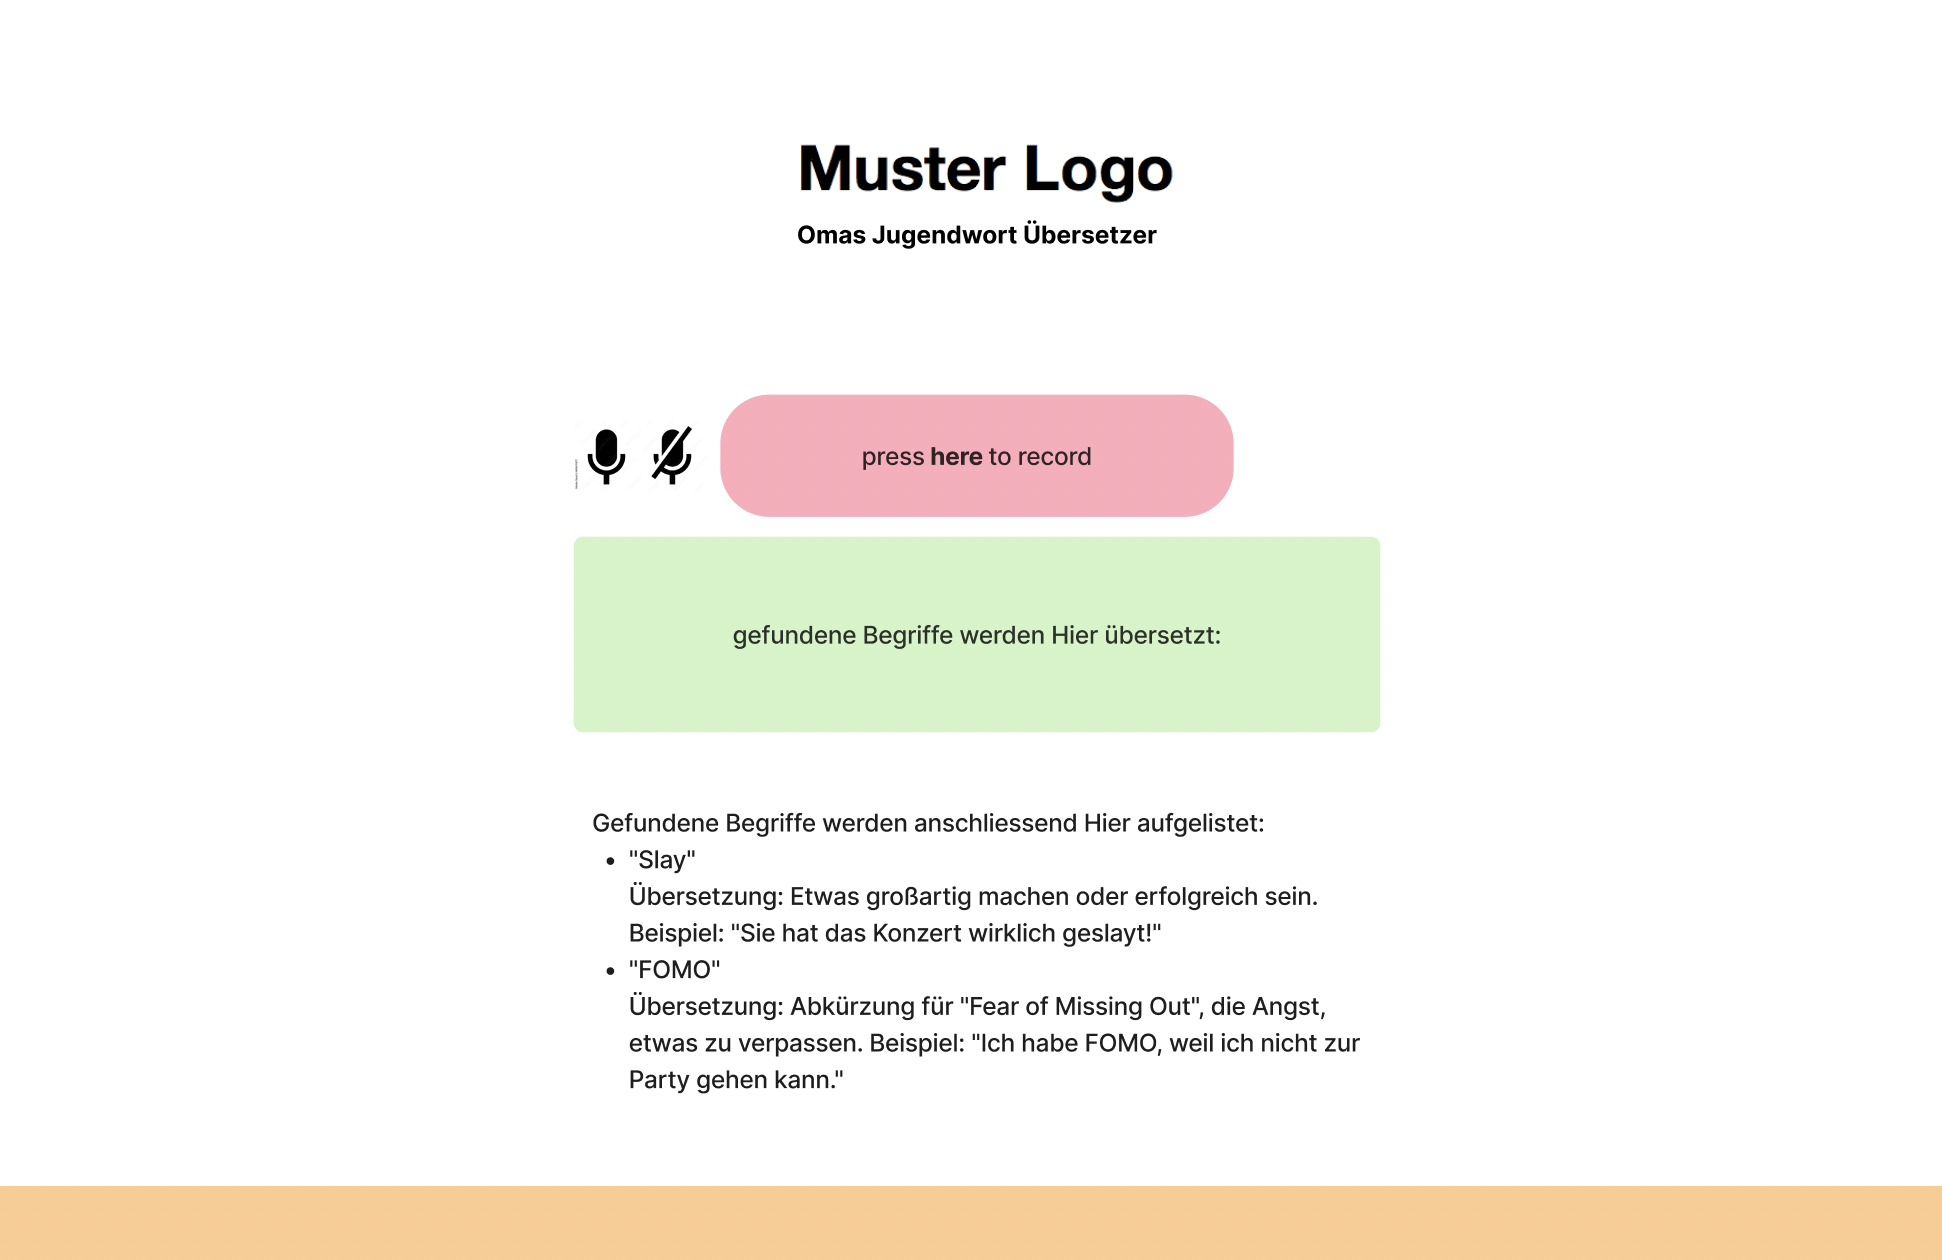 Muster Logo
Omas Jugendwort Übersetzer
press here to record
gefundene Begriffe werden Hier übersetzt:
Gefundene Begriffe werden anschliessend Hier aufgelistet:
• "Slay"
Übersetzung: Etwas großartig machen oder erfolgreich sein.
Beispiel: "Sie hat das Konzert wirklich geslayt!"
• "FOMO"
Übersetzung: Abkürzung für "Fear of Missing Out", die Angst,
etwas zu verpassen. Beispiel: "Ich habe FOMO, weil ich nicht zur
Party gehen kann."